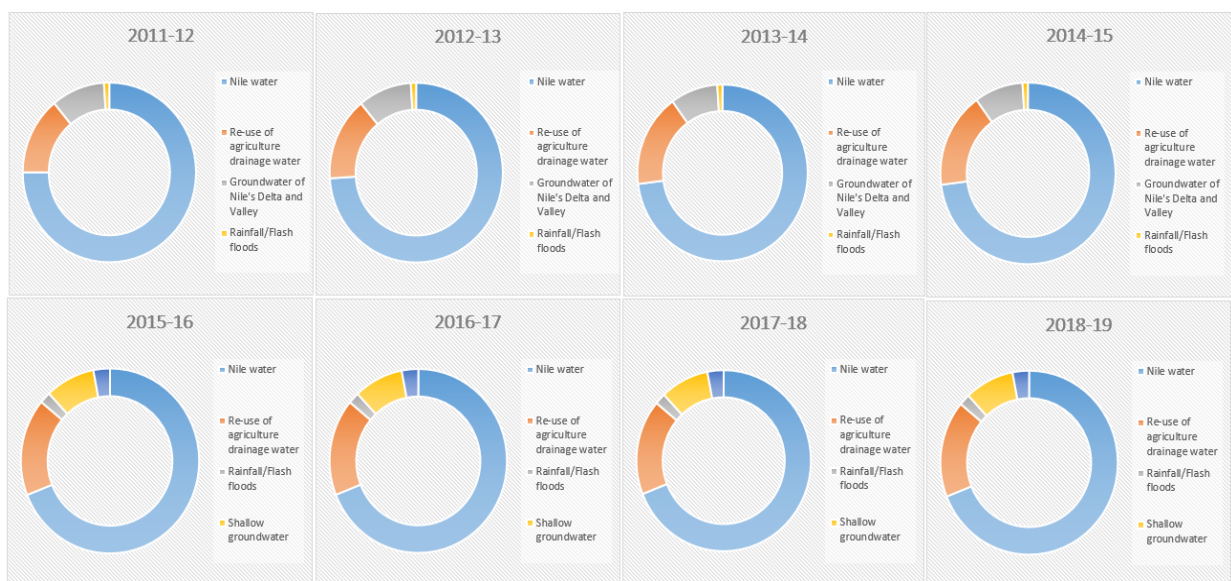 2011-12
Nile water
Re-use of
agriculture
drainage water
Groundwater of
Nile's Delta and
Valley
Rainfall/Flash
floods
2012-13
Nile water
Re-use of
agriculture
drainage water
Groundwater of
Nile's Delta and
Valley
Rainfall/Flash
floods
2013-14
Nile water
Re-use of
agriculture
drainage water
Groundwater of
Nile's Delta and
Valley
Rainfall/Flash
floods
2014-15
Nile water
Re-use of
agriculture
drainage water
Groundwater of
Nile's Delta and
Valley
Rainfall/Flash
floods
2015-16
Nile water
Re-use of
agriculture
drainage water
Rainfall/Flash
floods
Shallow
groundwater
2016-17
Nile water
Re-use of
agriculture
drainage water
Rainfall/Flash
floods
Shallow
groundwater
2017-18
Nile water
Re-use of
agriculture
drainage water
Rainfall/Flash
floods
Shallow
groundwater
2018-19
Nile water
Re-use of
agriculture
drainage water
Rainfall/Flash
floods
Shallow
groundwater